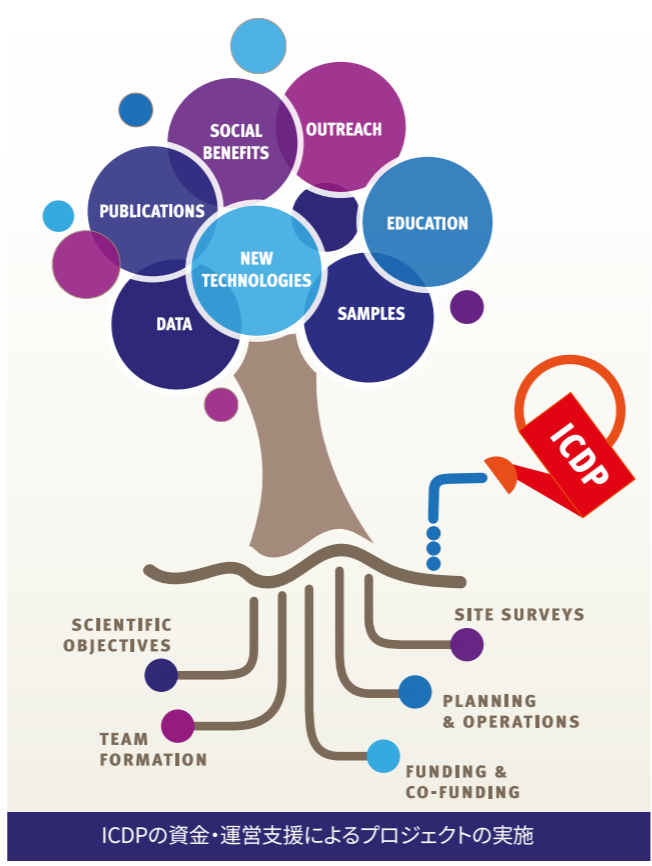 SOCIAL
BENEFITS
OUTREACH
PUBLICATIONS
EDUCATION
NEW
TECHNOLOGIES
DATA
SAMPLES
ICDP
SITE SURVEYS
SCIENTIFIC
OBJECTIVES
PLANNING
& OPERATIONS
TEAM
FORMATION
FUNDING &
CO-FUNDING
ICDPの資金・運営支援によるプロジェクトの実施